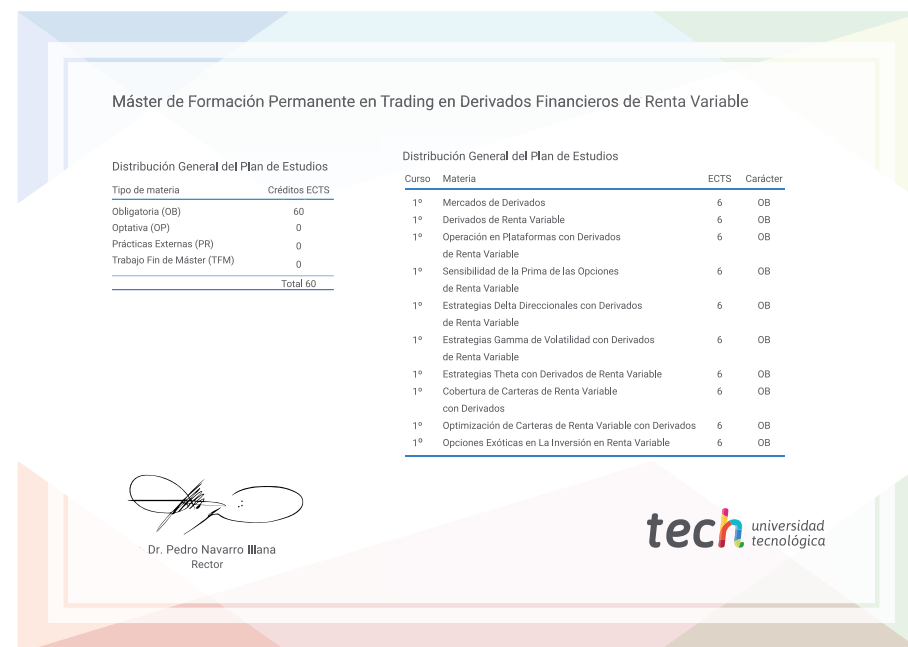 Máster de Formación Permanente en Trading en Derivados Financieros de Renta Variable
Distribución General del Plan de Estudios
Tipo de materia Créditos ECTS
Obligatoria (OB) 60
Optativa (OP) 0
Prácticas Externas (PR) 0
Trabajo Fin de Máster (TFM) 0
Total 60
Distribución General del Plan de Estudios
Curso Materia ECTS Carácter
1º Mercados de Derivados 6 OB
1º Derivados de Renta Variable 6 OB
1º Operación en Plataformas con Derivados 6 OB
de Renta Variable
1º Sensibilidad de la Prima de las Opciones 6 OB
de Renta Variable
1º Estrategias Delta Direccionales con Derivados 6 OB
de Renta Variable
1º Estrategias Gamma de Volatilidad con Derivados 6 OB
de Renta Variable
1º Estrategias Theta con Derivados de Renta Variable 6 OB
1º Cobertura de Carteras de Renta Variable 6 OB
con Derivados
1º Optimización de Carteras de Renta Variable con Derivados 6 OB
1º Opciones Exóticas en La Inversión en Renta Variable 6 OB
Dr. Pedro Navarro Illana
Rector
tech universidad
tecnológica